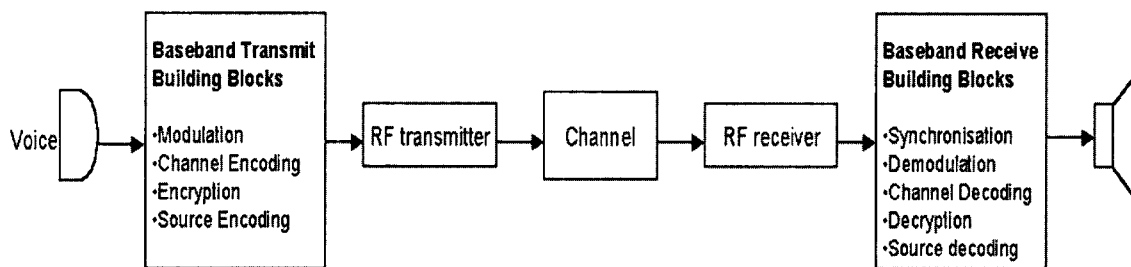 Voice
Baseband Transmit
Building Blocks
•Modulation
•Channel Encoding
•Encryption
•Source Encoding
RF transmitter
Channel
RF receiver
Baseband Receive
Building Blocks
•Synchronisation
•Demodulation
•Channel Decoding
•Decryption
•Source decoding